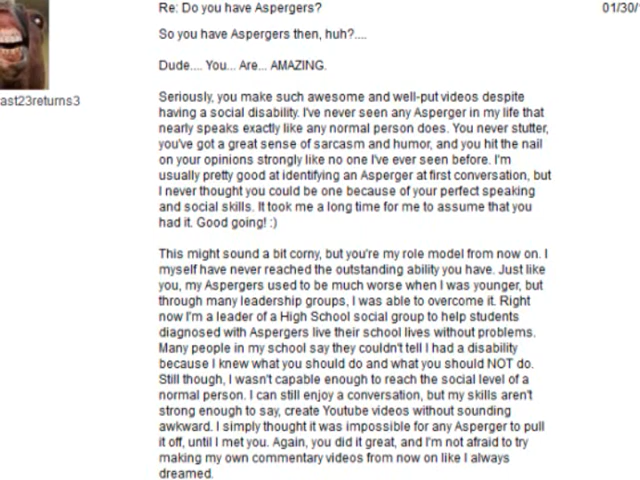 Re: Do you have Aspergers?
01/30/
So you have Aspergers then, huh?....
Dude.... You... Are... AMAZING.
ast23returns3
Seriously, you make such awesome and well-put videos despite
having a social disability. I've never seen any Asperger in my life that
nearly speaks exactly like any normal person does. You never stutter,
you've got a great sense of sarcasm and humor, and you hit the nail
on your opinions strongly like no one I've ever seen before. I'm
usually pretty good at identifying an Asperger at first conversation, but
I never thought you could be one because of your perfect speaking
and social skills. It took me a long time for me to assume that you
had it. Good going! :)
This might sound a bit corny, but you're my role model from now on. I
myself have never reached the outstanding ability you have. Just like
you, my Aspergers used to be much worse when I was younger, but
through many leadership groups, I was able to overcome it. Right
now I'm a leader of a High School social group to help students
diagnosed with Aspergers live their school lives without problems.
Many people in my school say they couldn't tell I had a disability
because I knew what you should do and what you should NOT do.
Still though, I wasn't capable enough to reach the social level of a
normal person. I can still enjoy a conversation, but my skills aren't
strong enough to say, create Youtube videos without sounding
awkward. I simply thought it was impossible for any Asperger to pull
it off, until I met you. Again, you did it great, and I'm not afraid to try
making my own commentary videos from now on like I always
dreamed.